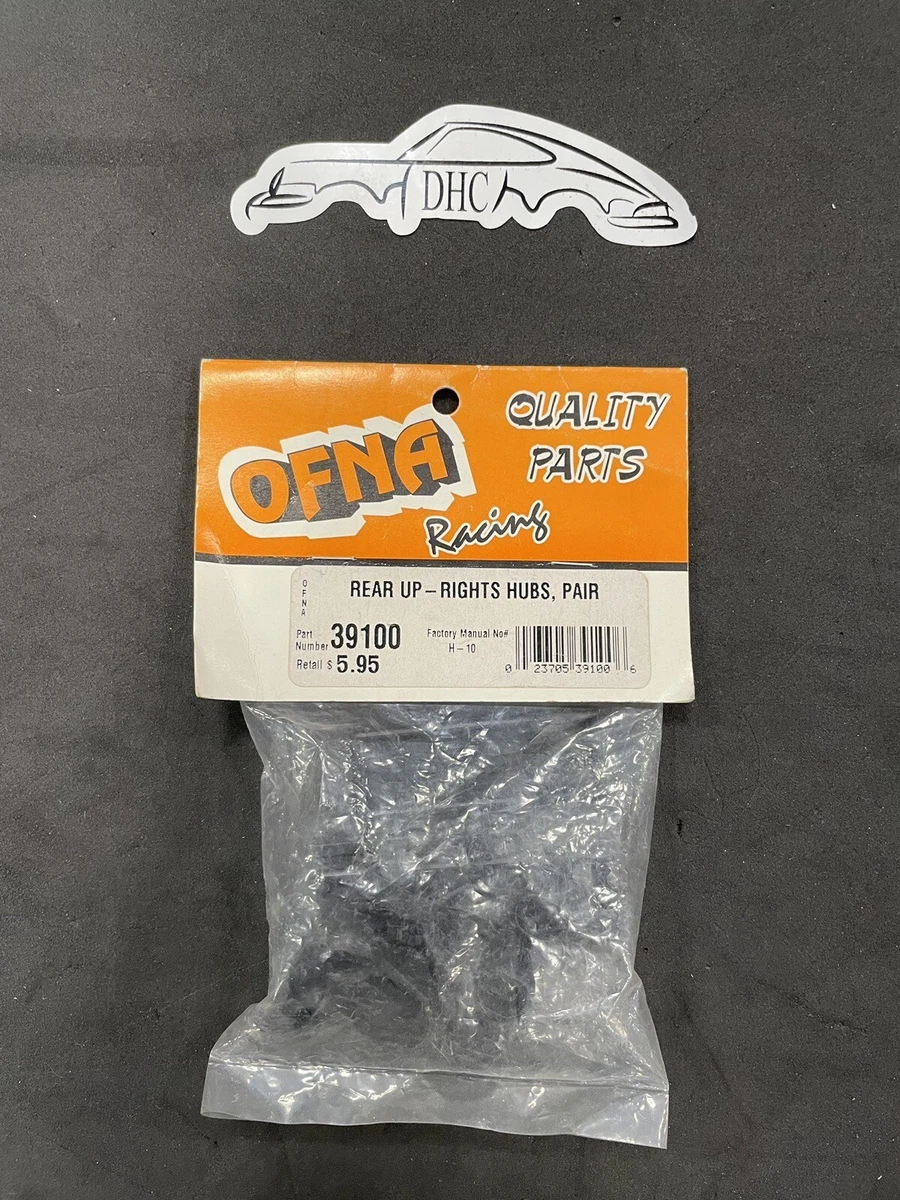 DHC
OFNA
Racing
QUALITY
PARTS
OFNA
REAR UP – RIGHTS HUBS, PAIR
Part Number 39100
Factory Manual No#
H – 10
Retail $ 5.95
0 23705 39100 6